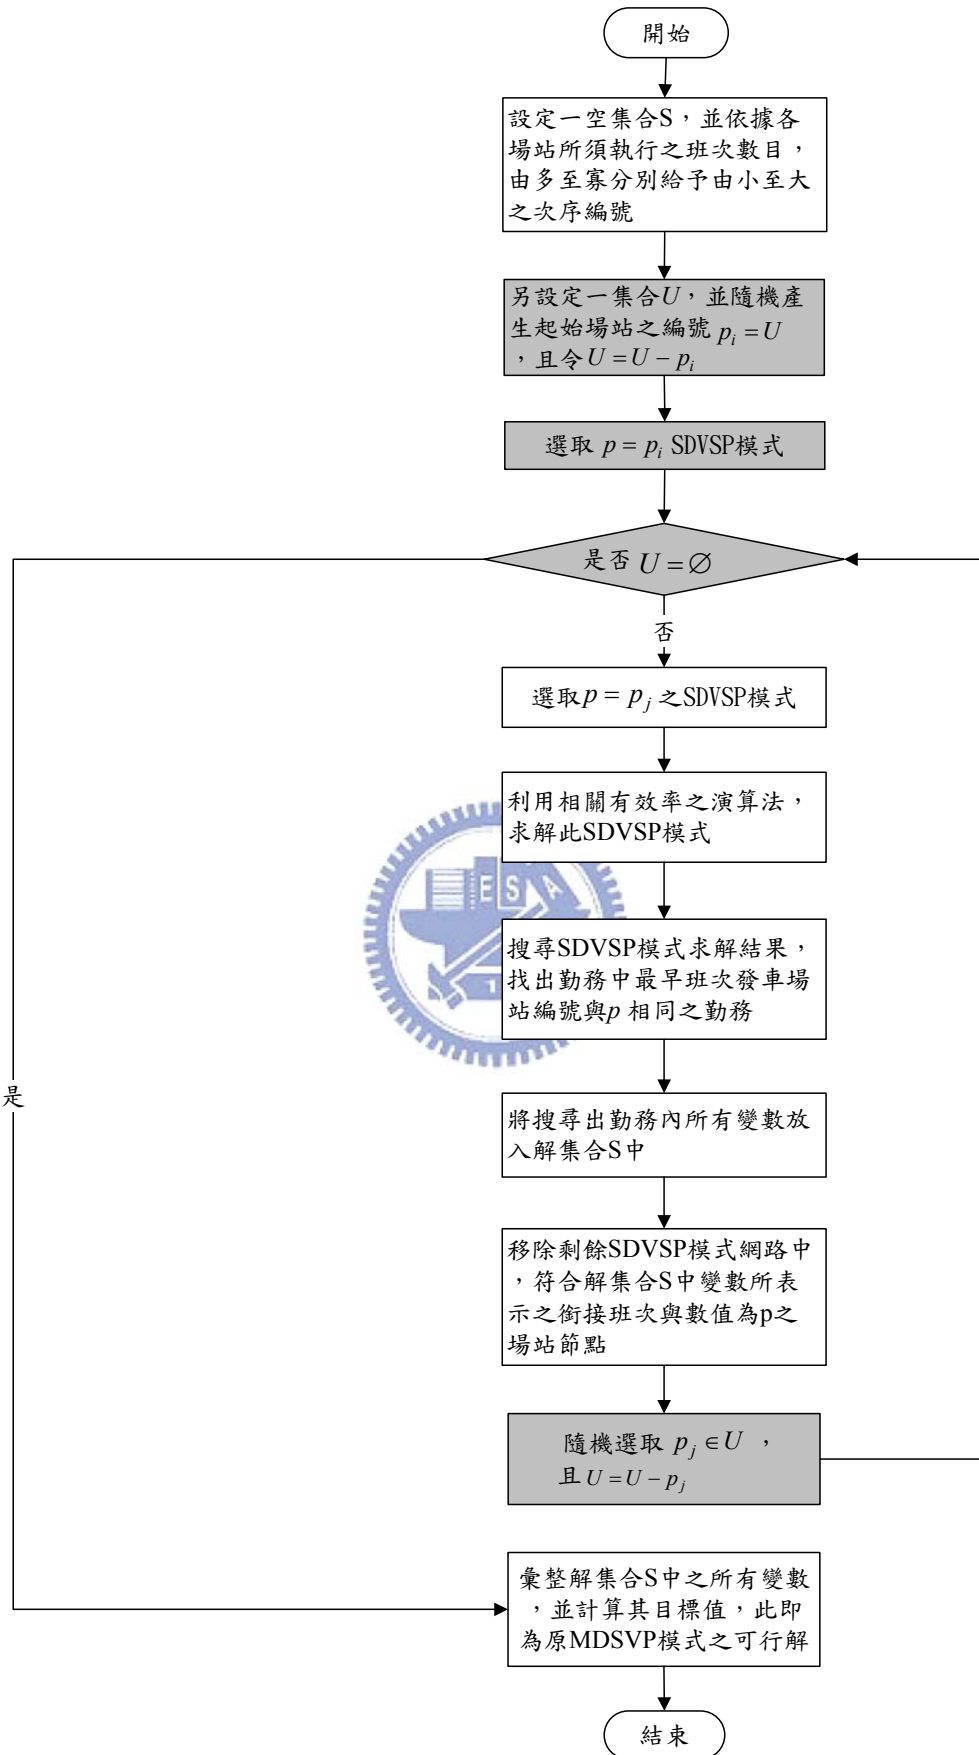 開始
設定一空集合S，並依據各
場站所須執行之班次數目，
由多至寡分別給予由小至大
之次序編號
另設定一集合U，並隨機產
生起始場站之編號 pᵢ = U
，且令 U = U − pᵢ
選取 p = pᵢ SDVSP模式
是否 U = ∅
否
選取 p = pⱼ 之SDVSP模式
利用相關有效率之演算法，
求解此SDVSP模式
E S A
搜尋SDVSP模式求解結果，
找出勤務中最早班次發車場
站編號與p 相同之勤務
1
是
將搜尋出勤務內所有變數放
入解集合S中
移除剩餘SDVSP模式網路中
，符合解集合S中變數所表
示之銜接班次與數值為p之
場站節點
隨機選取 pⱼ ∈ U ，
且 U = U − pⱼ
彙整解集合S中之所有變數
，並計算其目標值，此即
為原MDSVP模式之可行解
結束